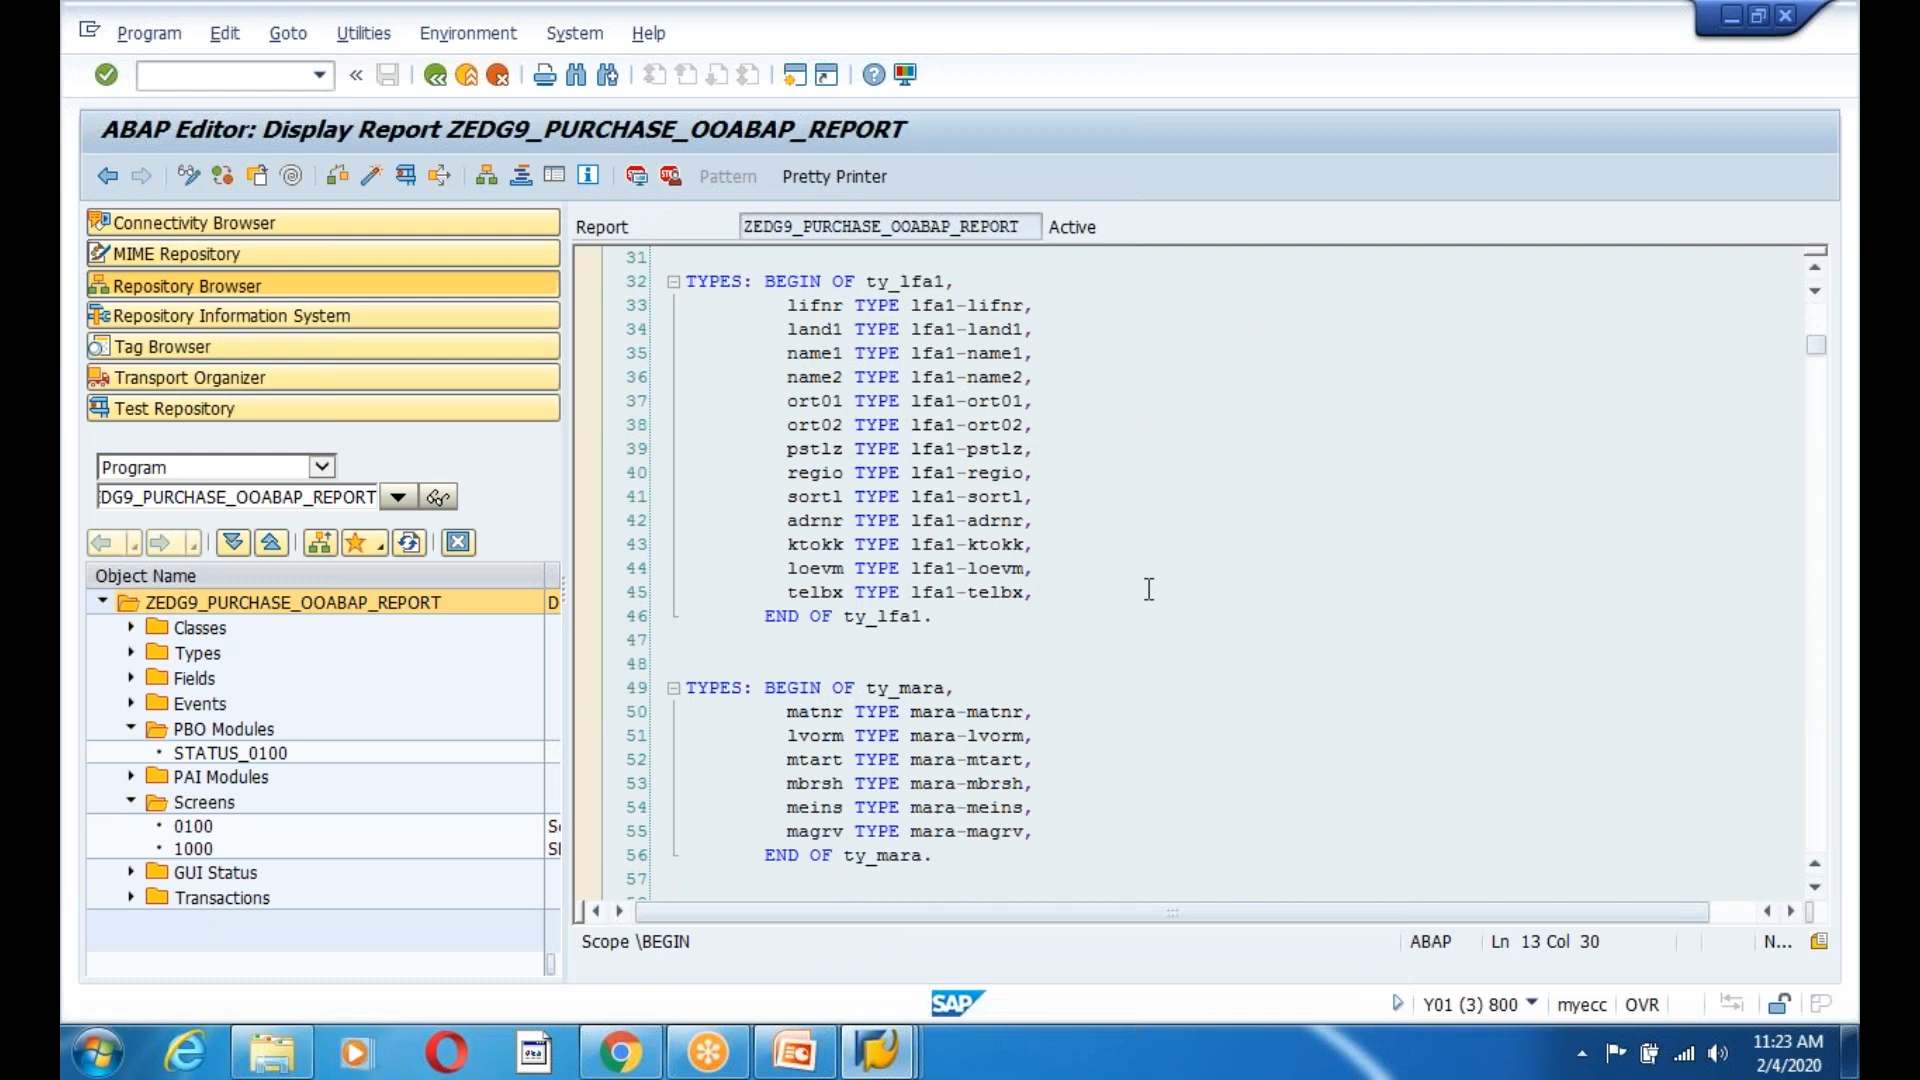 Program Edit Goto Utilities Environment System Help
ABAP Editor: Display Report ZEDG9_PURCHASE_OOABAP_REPORT
Pattern Pretty Printer
Connectivity Browser
MIME Repository
Repository Browser
Repository Information System
Tag Browser
Transport Organizer
Test Repository
Program
DG9_PURCHASE_OOABAP_REPORT
Object Name
ZEDG9_PURCHASE_OOABAP_REPORT D
Classes
Types
Fields
Events
PBO Modules
STATUS_0100
PAI Modules
Screens
0100
1000
GUI Status
Transactions
Report ZEDG9_PURCHASE_OOABAP_REPORT Active
31
32 TYPES: BEGIN OF ty_lfa1,
33 lifnr TYPE lfa1-lifnr,
34 land1 TYPE lfa1-land1,
35 name1 TYPE lfa1-name1,
36 name2 TYPE lfa1-name2,
37 ort01 TYPE lfa1-ort01,
38 ort02 TYPE lfa1-ort02,
39 pstlz TYPE lfa1-pstlz,
40 regio TYPE lfa1-regio,
41 sortl TYPE lfa1-sortl,
42 adrnr TYPE lfa1-adrnr,
43 ktokk TYPE lfa1-ktokk,
44 loevm TYPE lfa1-loevm,
45 telbx TYPE lfa1-telbx,
46 END OF ty_lfa1.
47
48
49 TYPES: BEGIN OF ty_mara,
50 matnr TYPE mara-matnr,
51 lvorm TYPE mara-lvorm,
52 mtart TYPE mara-mtart,
53 mbrsh TYPE mara-mbrsh,
54 meins TYPE mara-meins,
55 magrv TYPE mara-magrv,
56 END OF ty_mara.
57
Scope \BEGIN ABAP Ln 13 Col 30 N...
SAP
Y01 (3) 800 myecc OVR
11:23 AM
2/4/2020